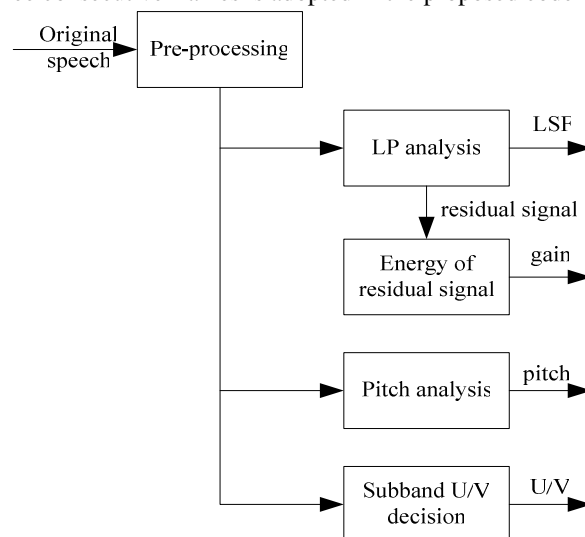 Original
speech
Pre-processing
LP analysis
LSF
residual signal
Energy of
residual signal
gain
Pitch analysis
pitch
Subband U/V
decision
U/V